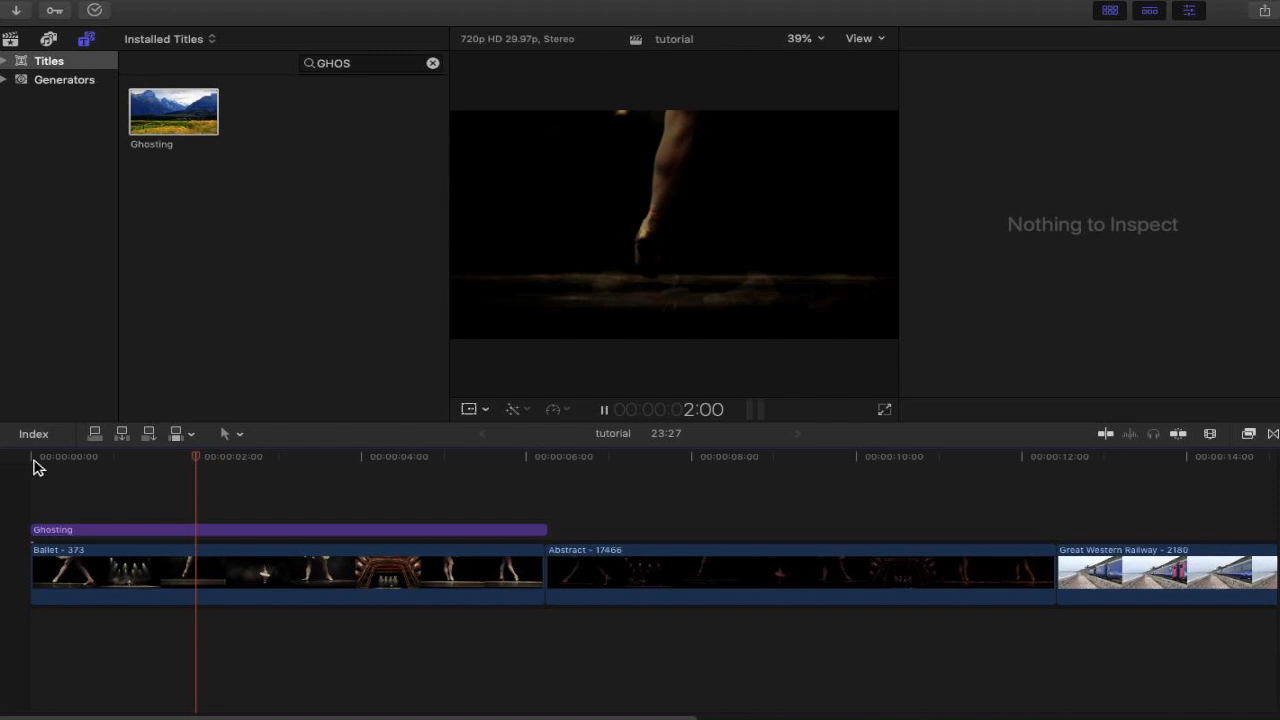 Installed Titles
720p HD 29.97p, Stereo
tutorial
39%
View
Titles
GHOS
Generators
Ghosting
Nothing to Inspect
00:00:02:00
Index
tutorial
23:27
00:00:00:00
00:00:02:00
00:00:04:00
00:00:06:00
00:00:08:00
00:00:10:00
00:00:12:00
00:00:14:00
Ghosting
Ballet - 373
Abstract - 17466
Great Western Railway - 2180